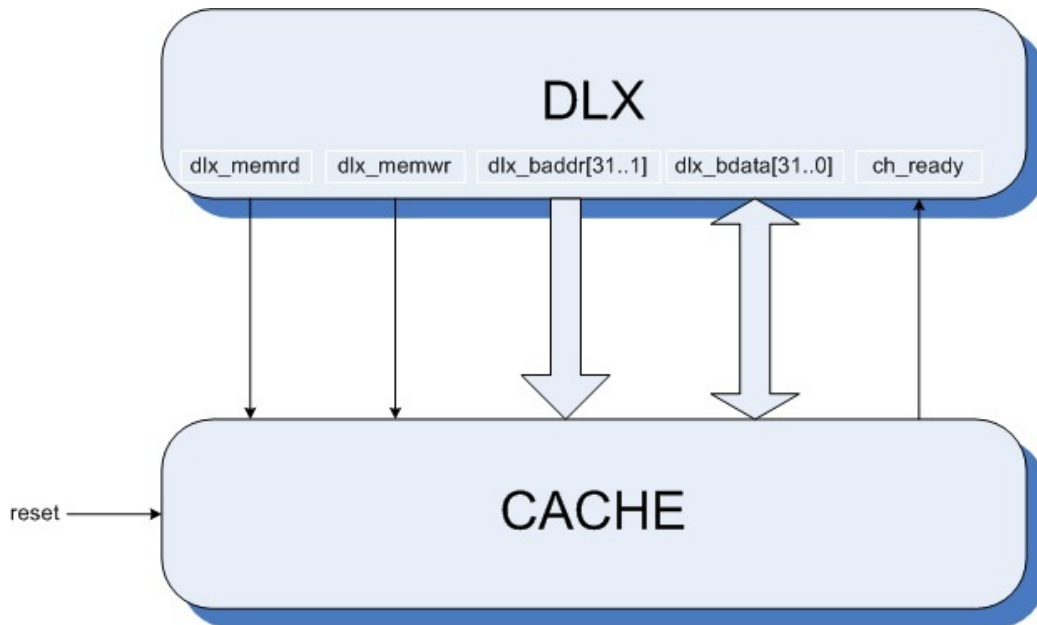 DLX
dlx_memrd dlx_memwr dlx_baddr[31..1] dlx_bdata[31..0] ch_ready
reset
CACHE